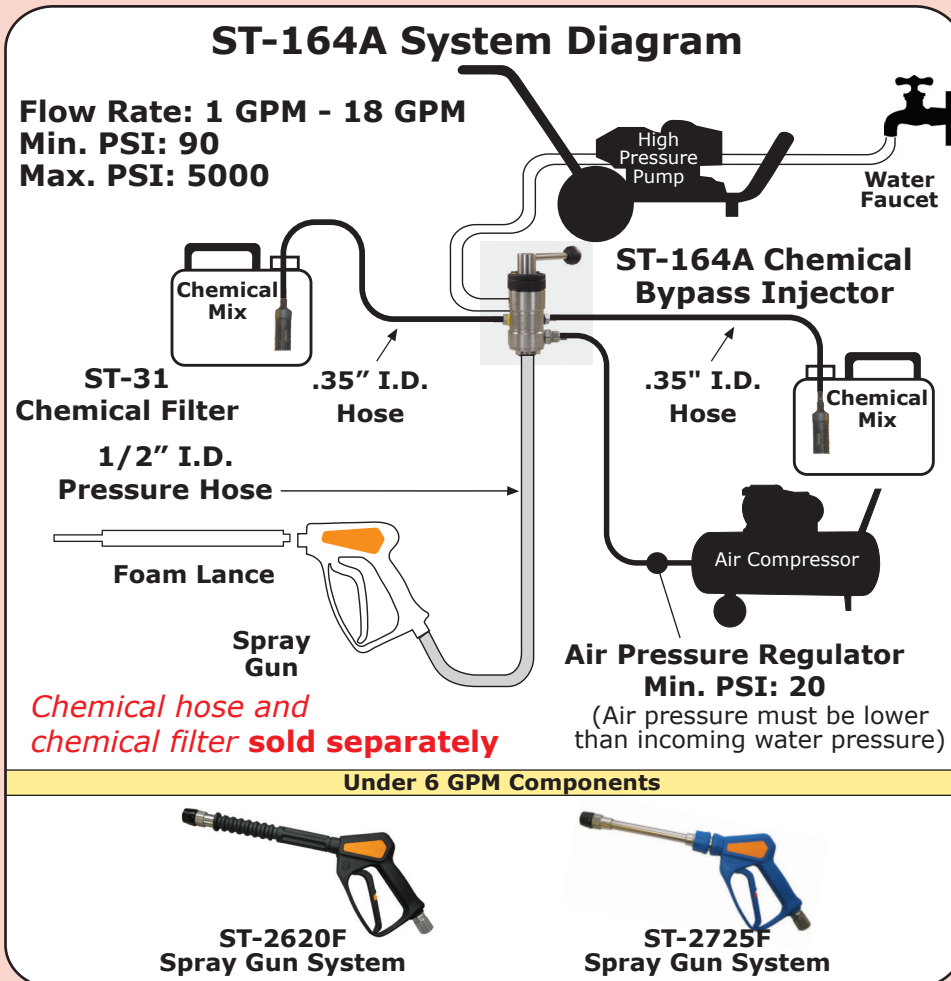 ST-164A System Diagram
Flow Rate: 1 GPM - 18 GPM
Min. PSI: 90
Max. PSI: 5000
High
Pressure
Pump
Water
Faucet
ST-164A Chemical
Bypass Injector
Chemical
Mix
ST-31
Chemical Filter
.35” I.D.
Hose
.35" I.D.
Hose
Chemical
Mix
1/2” I.D.
Pressure Hose
Foam Lance
Spray
Gun
Air Compressor
Air Pressure Regulator
Min. PSI: 20
(Air pressure must be lower
than incoming water pressure)
Chemical hose and
chemical filter sold separately
Under 6 GPM Components
ST-2620F
Spray Gun System
ST-2725F
Spray Gun System